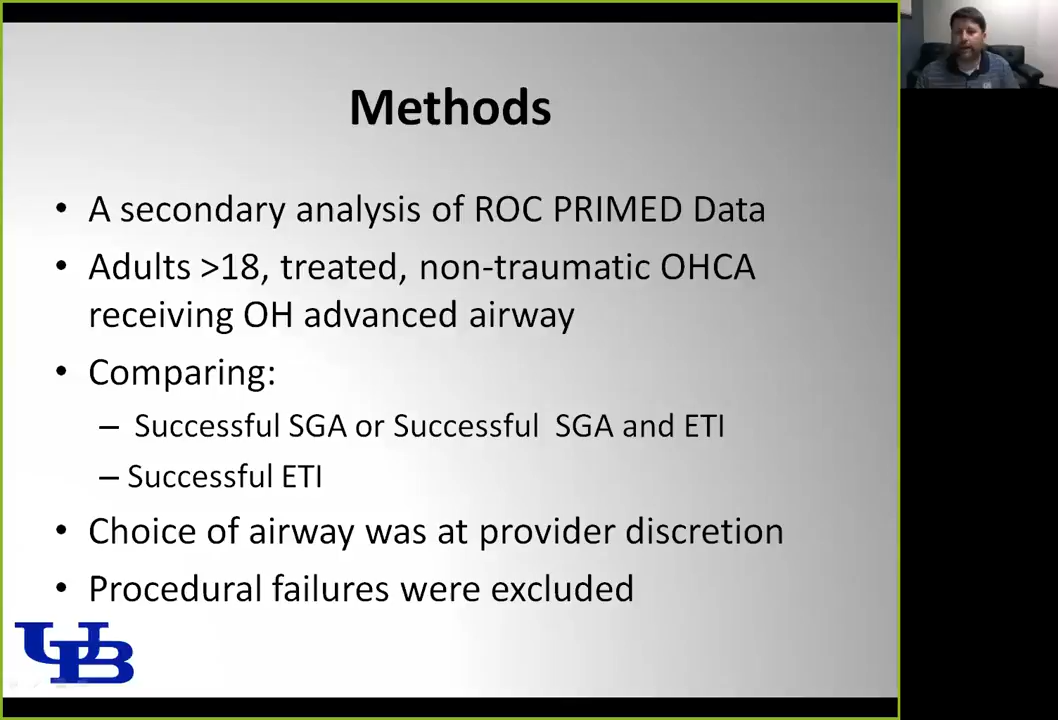 Methods
• A secondary analysis of ROC PRIMED Data
• Adults >18, treated, non-traumatic OHCA
receiving OH advanced airway
• Comparing:
– Successful SGA or Successful SGA and ETI
– Successful ETI
• Choice of airway was at provider discretion
• Procedural failures were excluded
UB